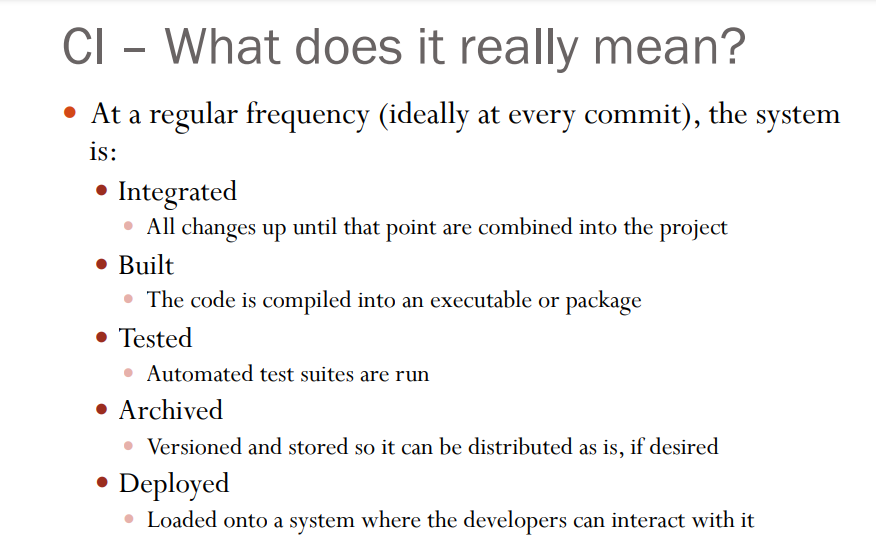 CI – What does it really mean?
• At a regular frequency (ideally at every commit), the system
is:
• Integrated
• All changes up until that point are combined into the project
• Built
• The code is compiled into an executable or package
• Tested
• Automated test suites are run
• Archived
• Versioned and stored so it can be distributed as is, if desired
• Deployed
• Loaded onto a system where the developers can interact with it